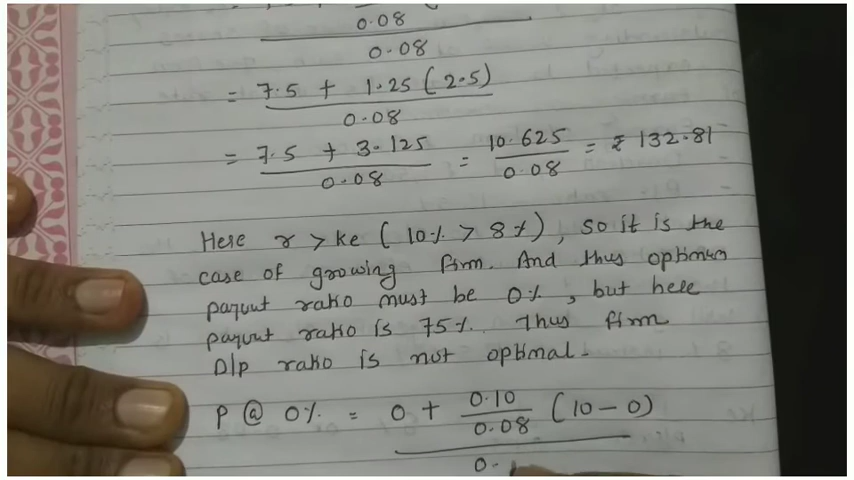 0.08
0.08
= 7.5 + 1.25 (2.5)
0.08
= 7.5 + 3.125 = 10.625 = ₹ 132.81
0.08 0.08
Here r > ke ( 10% > 8% ), so it is the
case of growing firm. And thus optimum
payout ratio must be 0%, but here
payout ratio is 75%. Thus firm
D/p ratio is not optimal.
P @ 0% = 0 + 0.10 (10 - 0)
0.08
0.